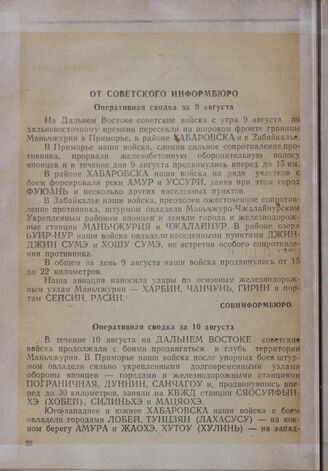 ОТ СОВЕТСКОГО ИНФОРМБЮРО
Оперативная сводка за 9 августа
На Дальнем Востоке советские войска с утра 9 августа по
дальневосточному времени пересекли на широком фронте границы
Маньчжурии в Приморье, в районе ХАБАРОВСКА и в Забайкалье.
В Приморье наши войска, сломив сильное сопротивление про-
тивника, прорвали железобетонную оборонительную полосу
японцев и в течение дня 9 августа продвинулись вперед до 15 км.
В районе ХАБАРОВСКА наши войска на ряде участков с
боем форсировали реки АМУР и УССУРИ, заняв при этом город
ФУЮАНЬ и несколько других населенных пунктов.
В Забайкалье наши войска, преодолев ожесточенное сопротив-
ление противника, штурмом овладели Маньчжуро-Чжалайнурским
Укрепленным районом японцев и заняли города и железнодорож-
ные станции МАНЬЧЖУРИЯ и ЧЖАЛАЙНУР. В районе озера
БУИР-НУР наши войска овладели населенными пунктами ДЖИН-
ДЖИН СУМЭ и ХОШУ СУМЭ, не встретив особого сопротивле-
ния противника.
В общем за день 9 августа наши войска продвинулись от 15
до 22 километров.
Наша авиация наносила удары по основным железнодорож-
ным узлам Маньчжурии — ХАРБИН, ЧАНЧУНЬ, ГИРИН и пор-
там СЕЙСИН, РАСИН.
СОВИНФОРМБЮРО.
Оперативная сводка за 10 августа
В течение 10 августа на ДАЛЬНЕМ ВОСТОКЕ советские
войска продолжали с боями продвигаться в глубь территории
Маньчжурии. В Приморье наши войска после упорных боев штур-
мом овладели сильно укрепленными долговременными узлами
обороны японцев — городами и железнодорожными станциями
ПОГРАНИЧНАЯ, ДУННИН, САНЧАГОУ и, продвинувшись впе-
ред до 30 километров, заняли на КВЖД станции СЯОСУЙФЫН-
ХЭ (ХОБЕЙ), СИЛИНЬХЭ и МАЦЯОХЭ.
Юго-западнее и южнее ХАБАРОВСКА наши войска с боем
овладели городами ЛОБЕЙ, ТУНЦЗЯН (ЛАХАСУСУ) — на юж-
ном берегу АМУРА и ЖАОХЭ, ХУТОУ (ХУЛИНЬ) — на запад-
22